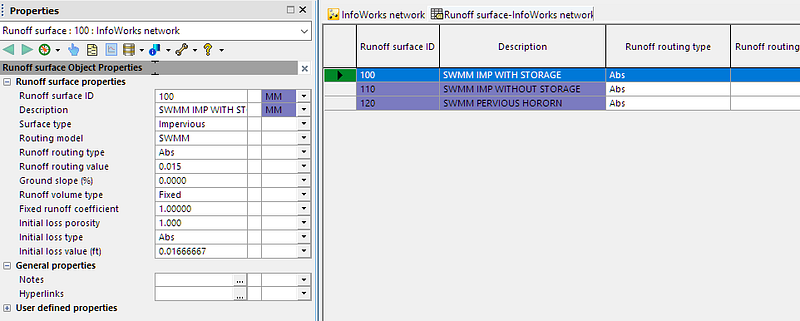 Properties
Runoff surface : 100 : InfoWorks network
Runoff surface Object Properties
Runoff surface properties
Runoff surface ID 100 MM
Description SWMM IMP WITH ST MM
Surface type Impervious
Routing model SWMM
Runoff routing type Abs
Runoff routing value 0.015
Ground slope (%) 0.0000
Runoff volume type Fixed
Fixed runoff coefficient 1.00000
Initial loss porosity 1.000
Initial loss type Abs
Initial loss value (ft) 0.01666667
General properties
Notes ...
Hyperlinks ...
User defined properties
InfoWorks network Runoff surface-InfoWorks network
Runoff surface ID Description Runoff routing type Runoff routing
100 SWMM IMP WITH STORAGE Abs
110 SWMM IMP WITHOUT STORAGE Abs
120 SWMM PERVIOUS HORORN Abs